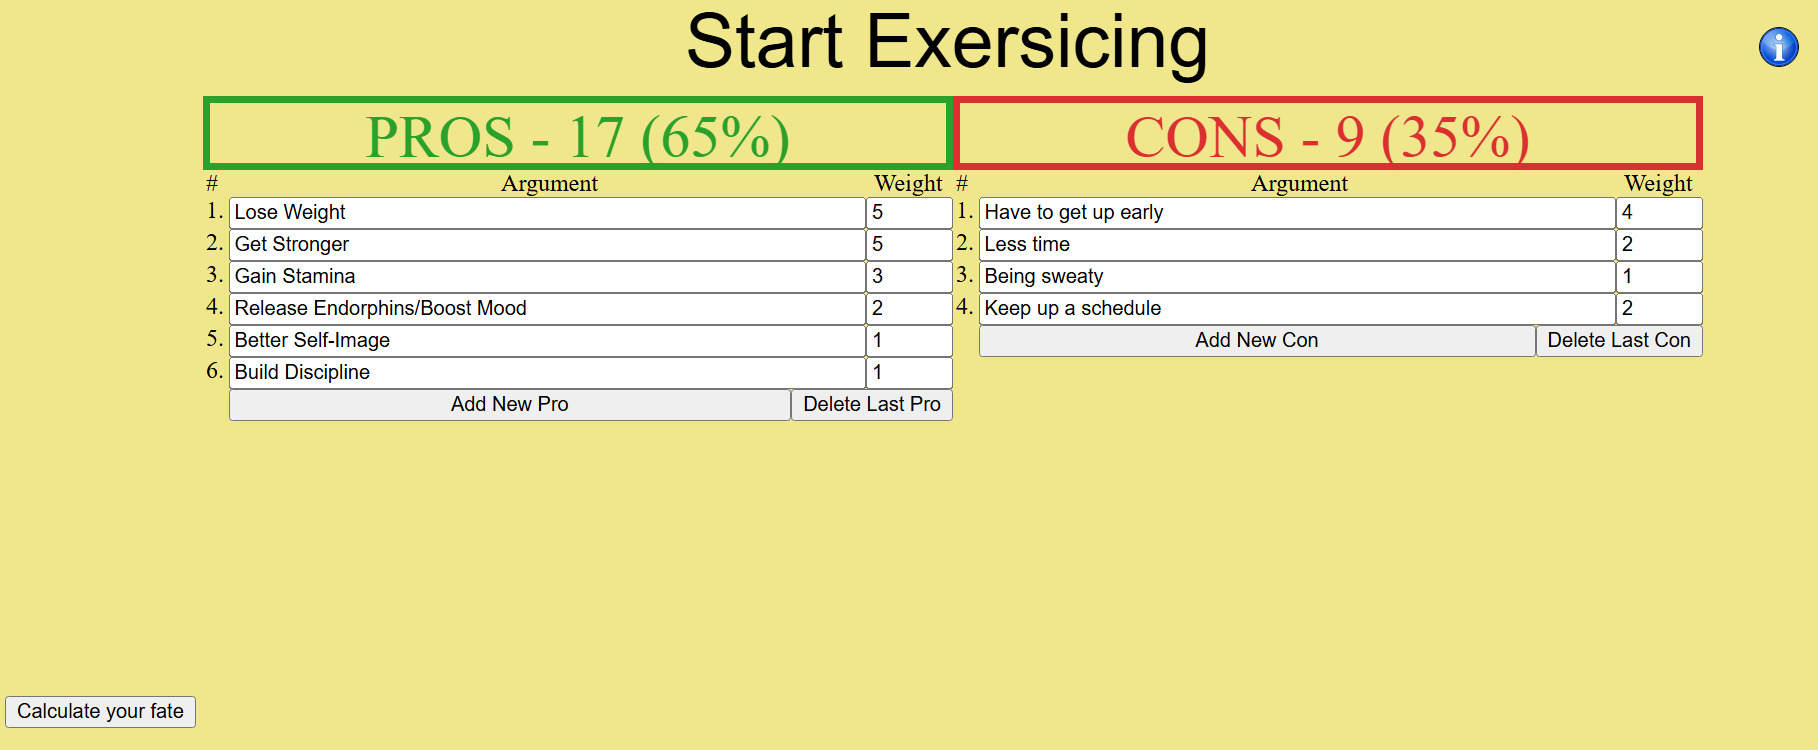 Start Exersicing
PROS - 17 (65%)
# Argument Weight
1. Lose Weight 5
2. Get Stronger 5
3. Gain Stamina 3
4. Release Endorphins/Boost Mood 2
5. Better Self-Image 1
6. Build Discipline 1
Add New Pro Delete Last Pro
CONS - 9 (35%)
# Argument Weight
1. Have to get up early 4
2. Less time 2
3. Being sweaty 1
4. Keep up a schedule 2
Add New Con Delete Last Con
Calculate your fate